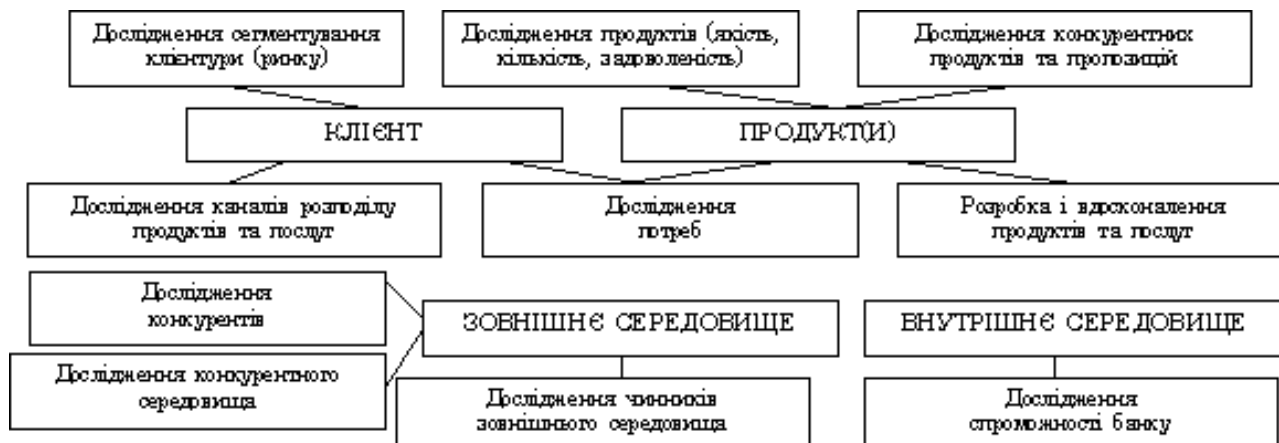 Дослідження сегментування
клієнтури (ринку)
Дослідження продуктів (якість,
кількість, задоволеність)
Дослідження конкурентних
продуктів та пропозицій
КЛІЄНТ
ПРОДУКТ(И)
Дослідження каналів розподілу
продуктів та послуг
Дослідження
потреб
Розробка і вдосконалення
продуктів та послуг
Дослідження
конкурентів
ЗОВНІШНЄ СЕРЕДОВИЩЕ
ВНУТРІШНЄ СЕРЕДОВИЩЕ
Дослідження конкурентного
середовища
Дослідження чинників
зовнішнього середовища
Дослідження
спроможності банку